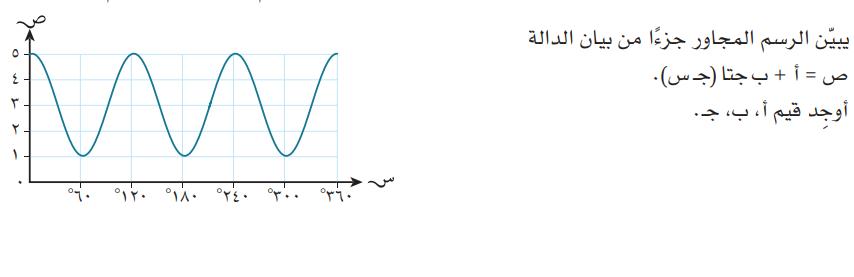 يبيّن الرسم المجاور جزءًا من بيان الدالة
ص = أ + ب جتا (جـ س).
أوجِد قيم أ، ب، جـ.
ص
٥
٤
٣
٢
١
٠
٦٠° ١٢٠° ١٨٠° ٢٤٠° ٣٠٠° ٣٦٠°
س